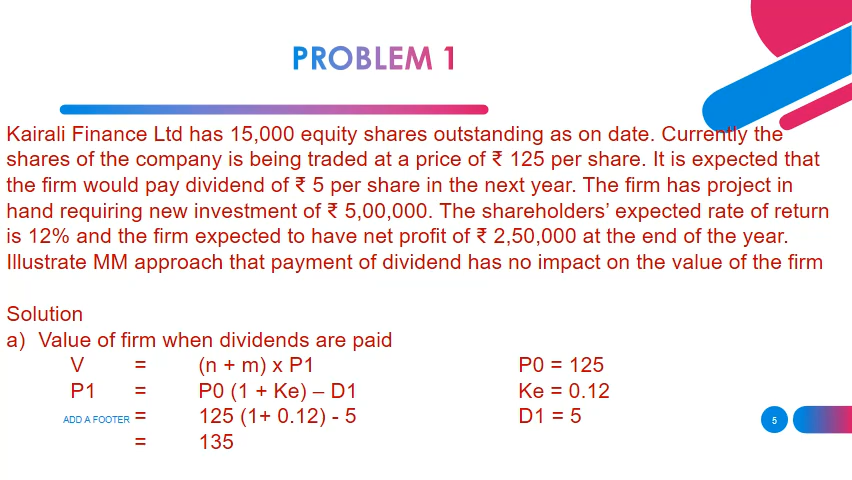 PROBLEM 1
Kairali Finance Ltd has 15,000 equity shares outstanding as on date. Currently the
shares of the company is being traded at a price of ₹ 125 per share. It is expected that
the firm would pay dividend of ₹ 5 per share in the next year. The firm has project in
hand requiring new investment of ₹ 5,00,000. The shareholders’ expected rate of return
is 12% and the firm expected to have net profit of ₹ 2,50,000 at the end of the year.
Illustrate MM approach that payment of dividend has no impact on the value of the firm
Solution
a) Value of firm when dividends are paid
V = (n + m) x P1 P0 = 125
P1 = P0 (1 + Ke) – D1 Ke = 0.12
ADD A FOOTER = 125 (1+ 0.12) - 5 D1 = 5 5
= 135